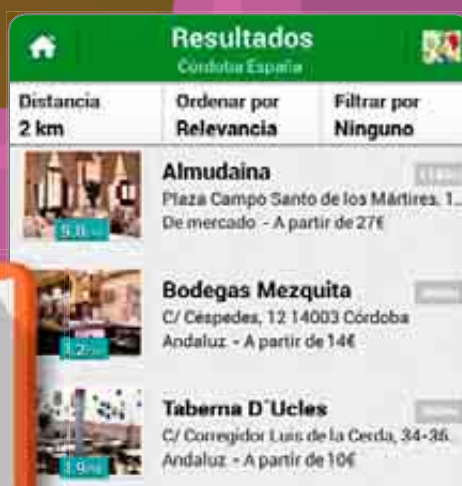 Resultados
Córdoba España
Distancia
2 km
Ordenar por
Relevancia
Filtrar por
Ninguno
Almudaina
Plaza Campo Santo de los Mártires, 1...
De mercado - A partir de 27€
Bodegas Mezquita
C/ Céspedes, 12 14003 Córdoba
Andaluz - A partir de 14€
Taberna D´Ucles
C/ Corregidor Luis de la Cerda, 34-36.
Andaluz - A partir de 10€